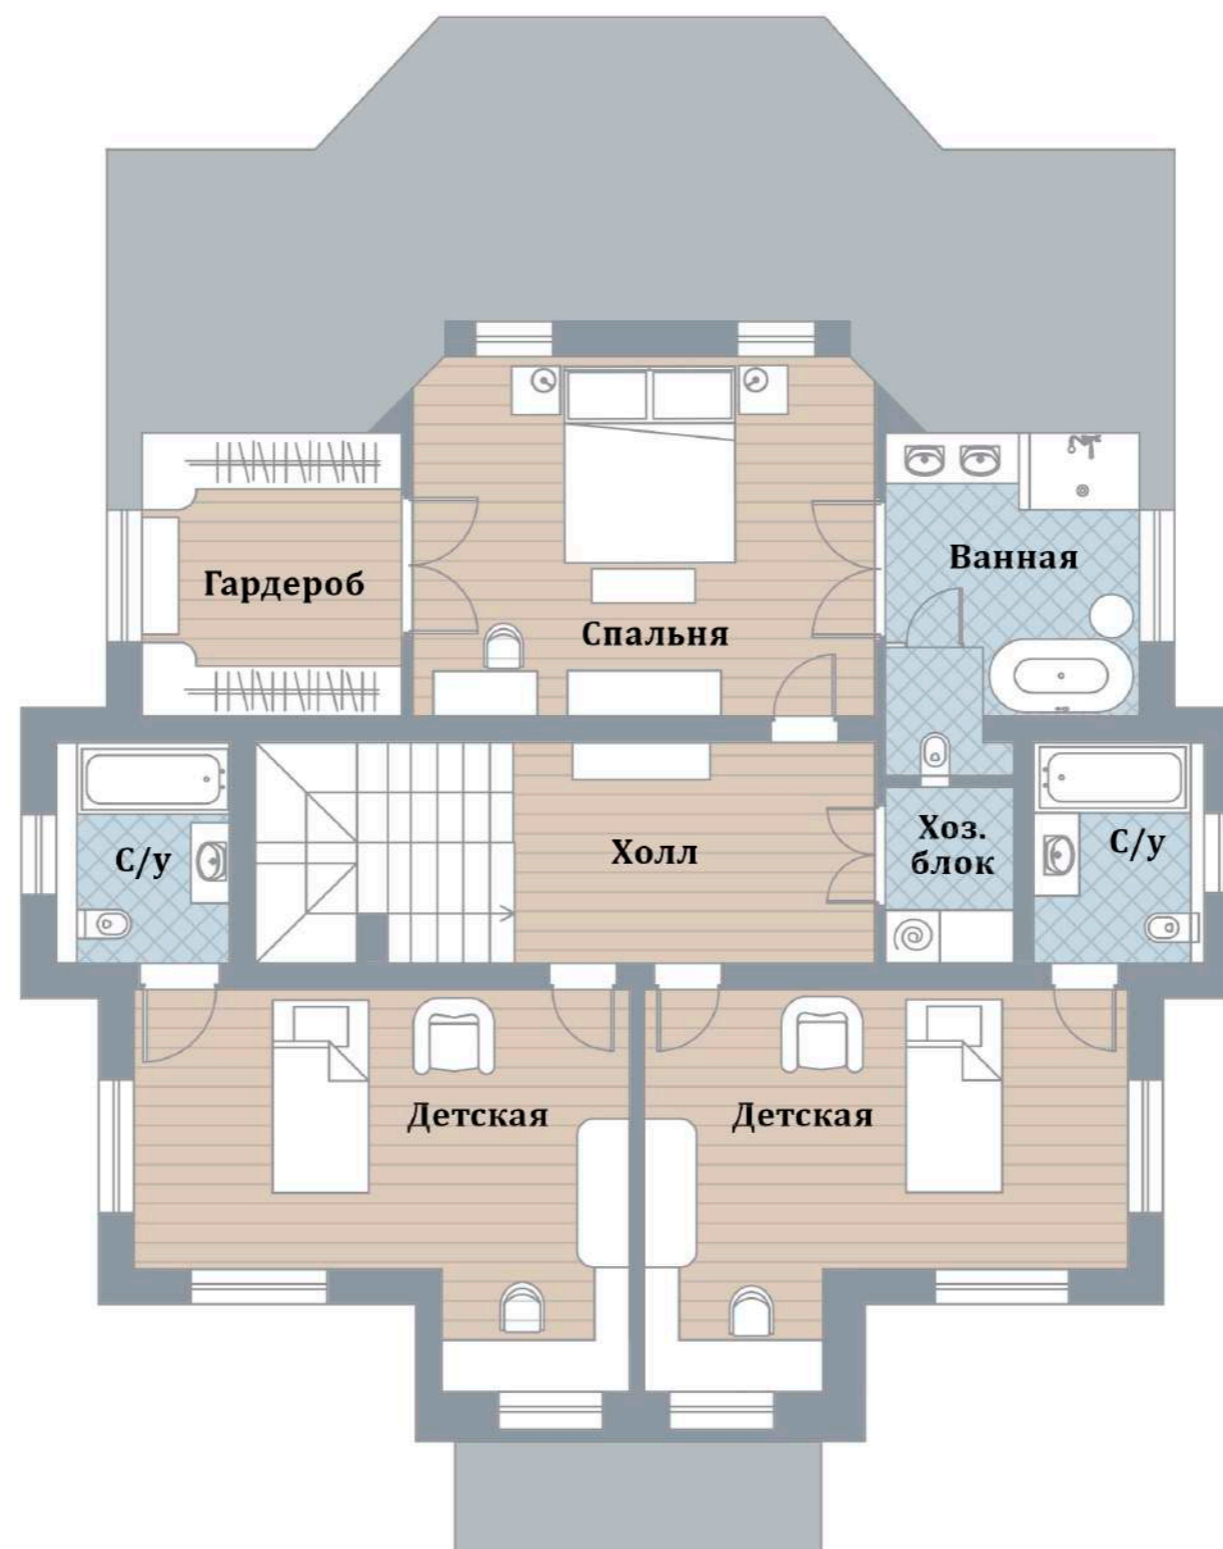 Ванная
Гардероб
Спальня
Хоз.
блок
С/у
Холл
С/у
Детская
Детская